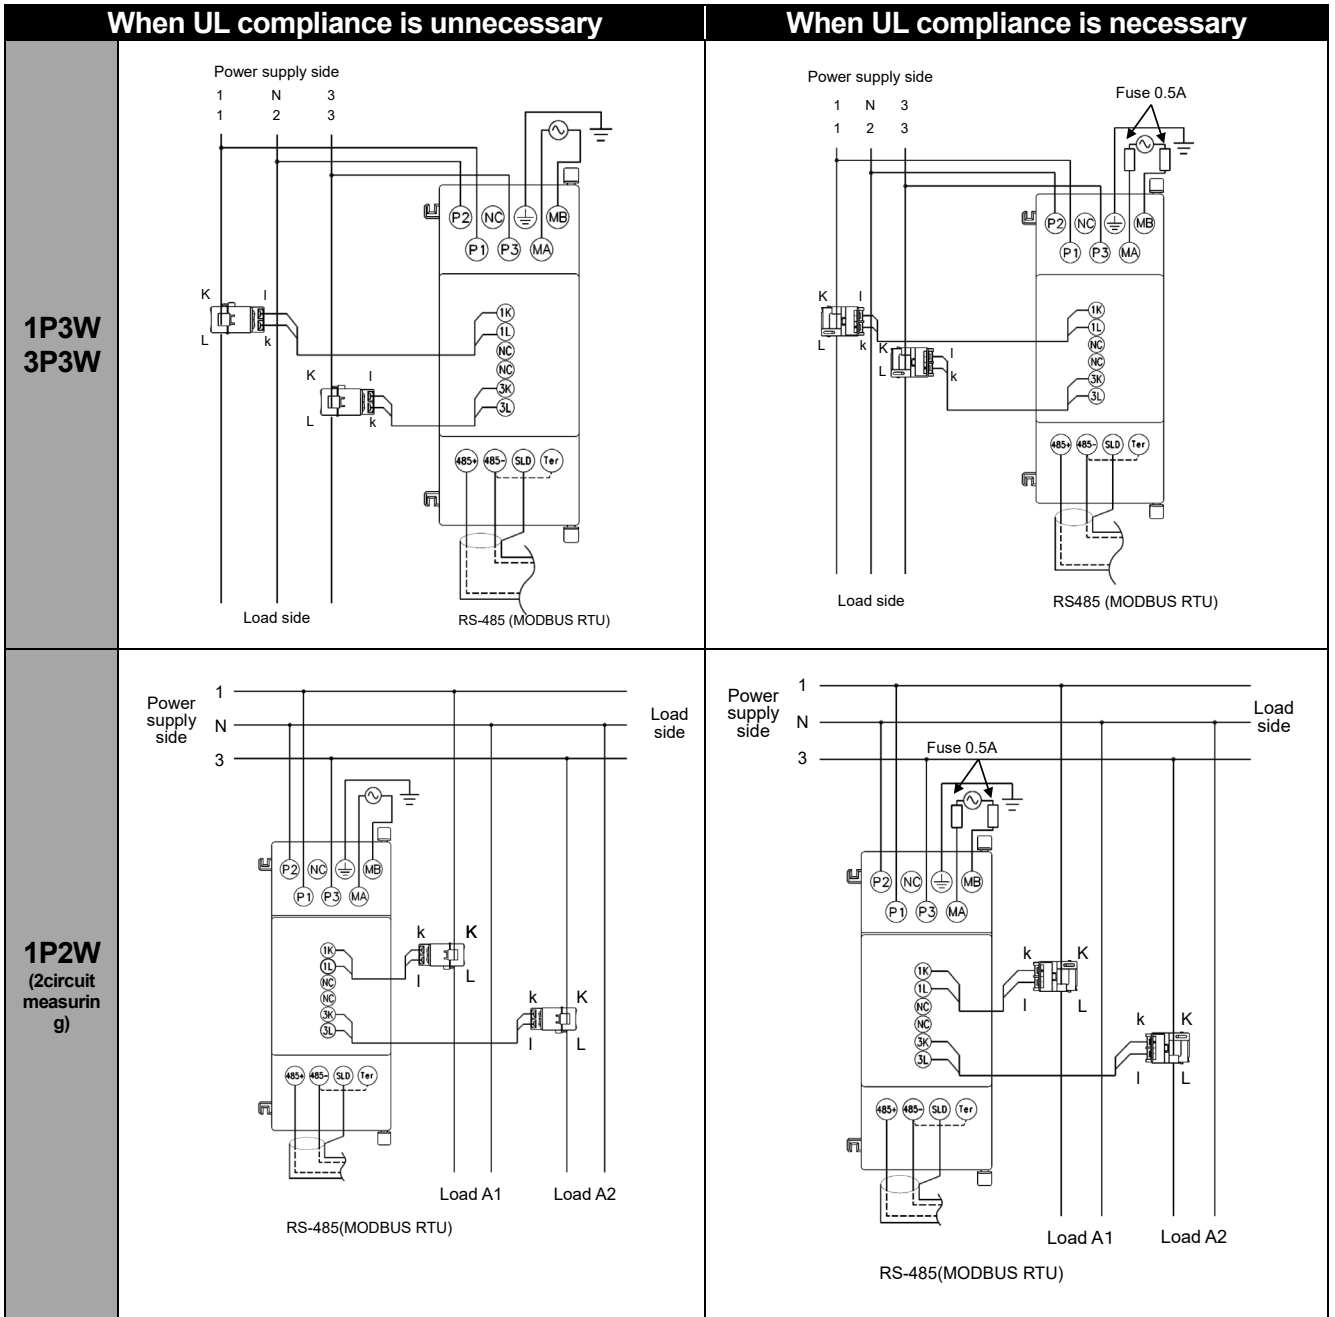 When UL compliance is unnecessary
When UL compliance is necessary
1P3W
3P3W
Power supply side
1 N 3
1 2 3
P2 NC MB
P1 P3 MA
K l
L k
1K
1L
NC
NC
3K
3L
K l
L k
485+ 485- SLD Ter
Load side
RS-485 (MODBUS RTU)
Power supply side
1 N 3
1 2 3
Fuse 0.5A
P2 NC MB
P1 P3 MA
K l
L k
K l
L k
1K
1L
NC
NC
3K
3L
485+ 485- SLD Ter
Load side
RS485 (MODBUS RTU)
1P2W
(2circuit
measurin
g)
Power
supply
side
1
N
3
Load
side
P2 NC MB
P1 P3 MA
k K
l L
1K
1L
NC
NC
3K
3L
k K
l L
485+ 485- SLD Ter
Load A1 Load A2
RS-485(MODBUS RTU)
Power
supply
side
1
N
3
Load
side
Fuse 0.5A
P2 NC MB
P1 P3 MA
k K
l L
1K
1L
NC
NC
3K
3L
k K
l L
485+ 485- SLD Ter
Load A1 Load A2
RS-485(MODBUS RTU)